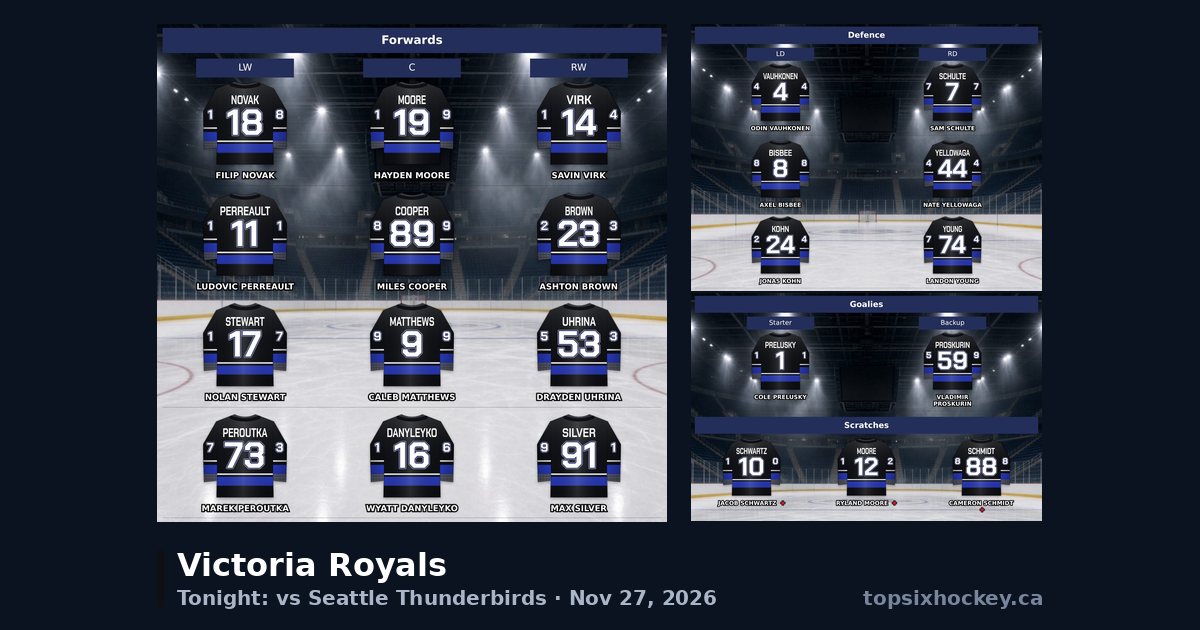 Forwards
LW C RW
NOVAK MOORE VIRK
1 18 8 1 19 9 1 14 4
FILIP NOVAK HAYDEN MOORE SAVIN VIRK
PERREAULT COOPER BROWN
1 11 1 8 89 9 2 23 3
LUDOVIC PERREAULT MILES COOPER ASHTON BROWN
STEWART MATTHEWS UHRINA
1 17 7 9 9 9 5 53 3
NOLAN STEWART CALEB MATTHEWS DRAYDEN UHRINA
PEROUTKA DANYLEYKO SILVER
7 73 3 1 16 6 9 91 1
MAREK PEROUTKA WYATT DANYLEYKO MAX SILVER
Defence
LD RD
VAUHKONEN SCHULTE
4 4 4 7 7 7
ODIN VAUHKONEN SAM SCHULTE
BISBEE YELLOWAGA
8 8 8 4 44 4
AXEL BISBEE NATE YELLOWAGA
KOHN YOUNG
2 24 4 7 74 4
JONAS KOHN LANDON YOUNG
Goalies
Starter Backup
PRELUSKY PROSKURIN
1 1 1 5 59 9
COLE PRELUSKY VLADIMIR
PROSKURIN
Scratches
SCHWARTZ MOORE SCHMIDT
1 10 0 1 12 2 8 88 8
JACOB SCHWARTZ RYLAND MOORE CAMERON SCHMIDT
Victoria Royals
Tonight: vs Seattle Thunderbirds · Nov 27, 2026
topsixhockey.ca